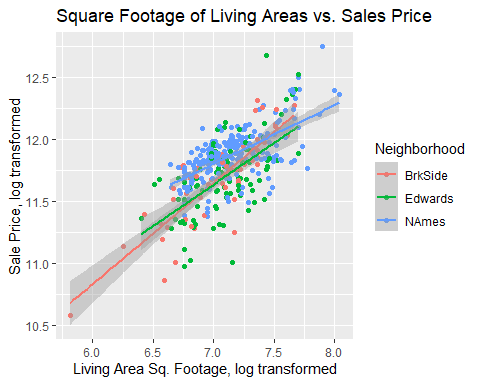 Square Footage of Living Areas vs. Sales Price
12.5
12.0
11.5
11.0
10.5
Sale Price,log transformed
6.0 6.5 7.0 7.5 8.0
Living Area Sq. Footage, log transformed
Neighborhood
BrkSide
Edwards
NAmes